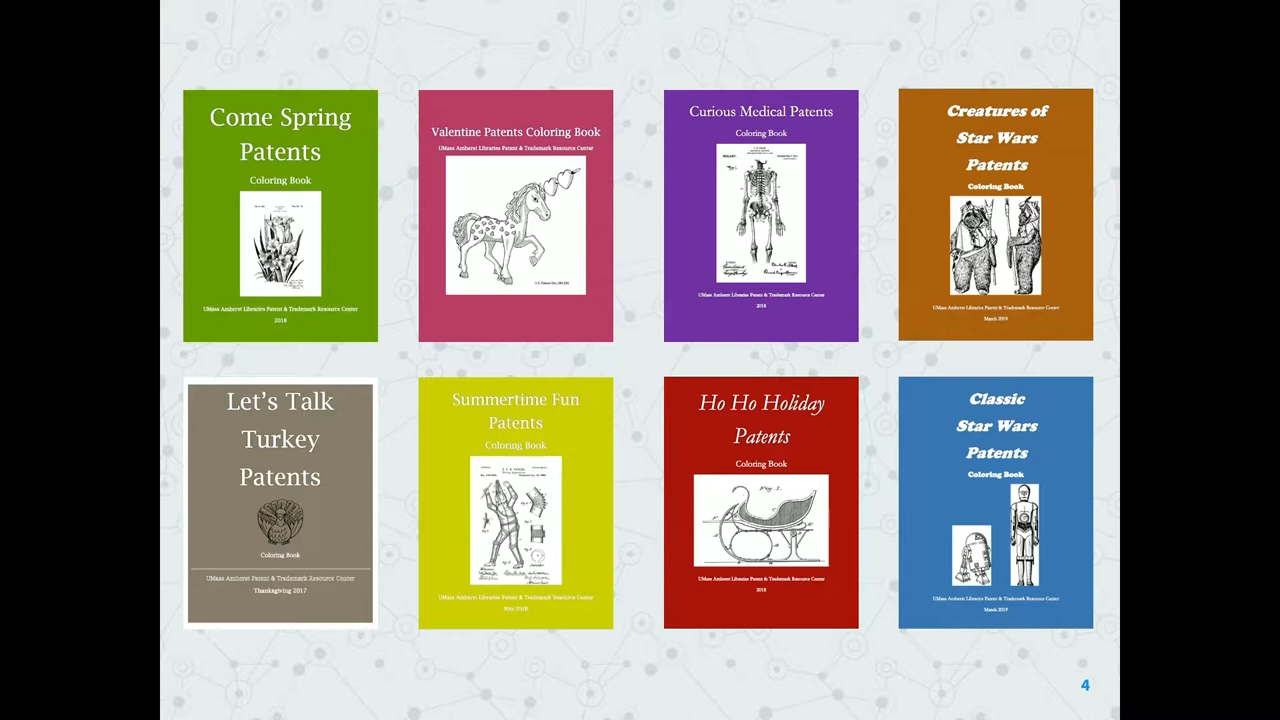 Come Spring
Patents
Coloring Book
UMass Amherst Libraries Patent & Trademark Resource Center
2018
Valentine Patents Coloring Book
UMass Amherst Libraries Patent & Trademark Resource Center
Curious Medical Patents
Coloring Book
UMass Amherst Libraries Patent & Trademark Resource Center
2018
Creatures of
Star Wars
Patents
Coloring Book
UMass Amherst Libraries Patent & Trademark Resource Center
March 2019
Let's Talk
Turkey
Patents
Coloring Book
UMass Amherst Patent & Trademark Resource Center
Thanksgiving 2017
Summertime Fun
Patents
Coloring Book
UMass Amherst Libraries Patent & Trademark Resource Center
May 2018
Ho Ho Holiday
Patents
Coloring Book
Fig. 1.
UMass Amherst Libraries Patent & Trademark Resource Center
2018
Classic
Star Wars
Patents
Coloring Book
UMass Amherst Libraries Patent & Trademark Resource Center
March 2019
4